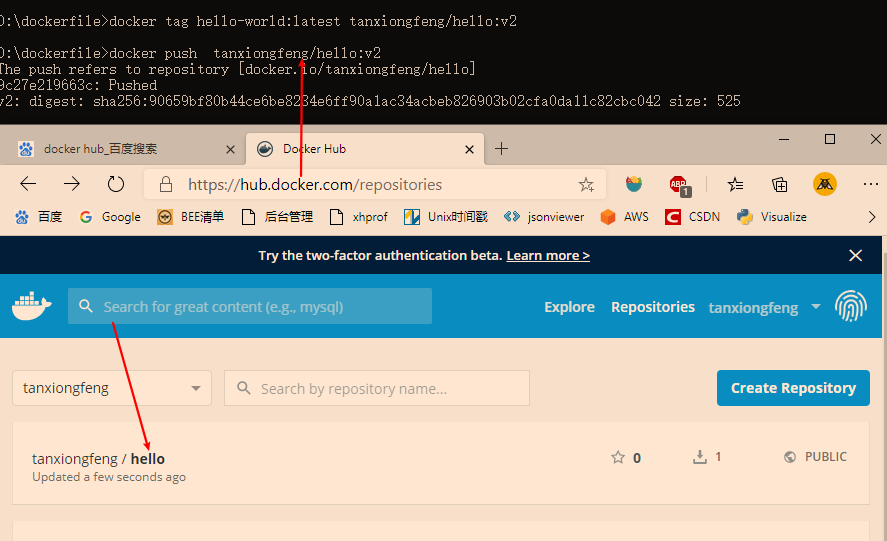 D:\dockerfile>docker tag hello-world:latest tanxiongfeng/hello:v2
D:\dockerfile>docker push  tanxiongfeng/hello:v2
The push refers to repository [docker.io/tanxiongfeng/hello]
9c27e219663c: Pushed
v2: digest: sha256:90659bf80b44ce6be8234e6ff90a1ac34acbeb826903b02cfa0da11c82cbc042 size: 525
docker hub_百度搜索
Docker Hub
https://hub.docker.com/repositories
ABP 1
百度 Google BEE清单 后台管理 xhprof Unix时间戳 jsonviewer AWS CSDN Visualize
Try the two-factor authentication beta. Learn more >
Search for great content (e.g., mysql) Explore Repositories tanxiongfeng
tanxiongfeng Search by repository name... Create Repository
tanxiongfeng / hello 0 1 PUBLIC
Updated a few seconds ago